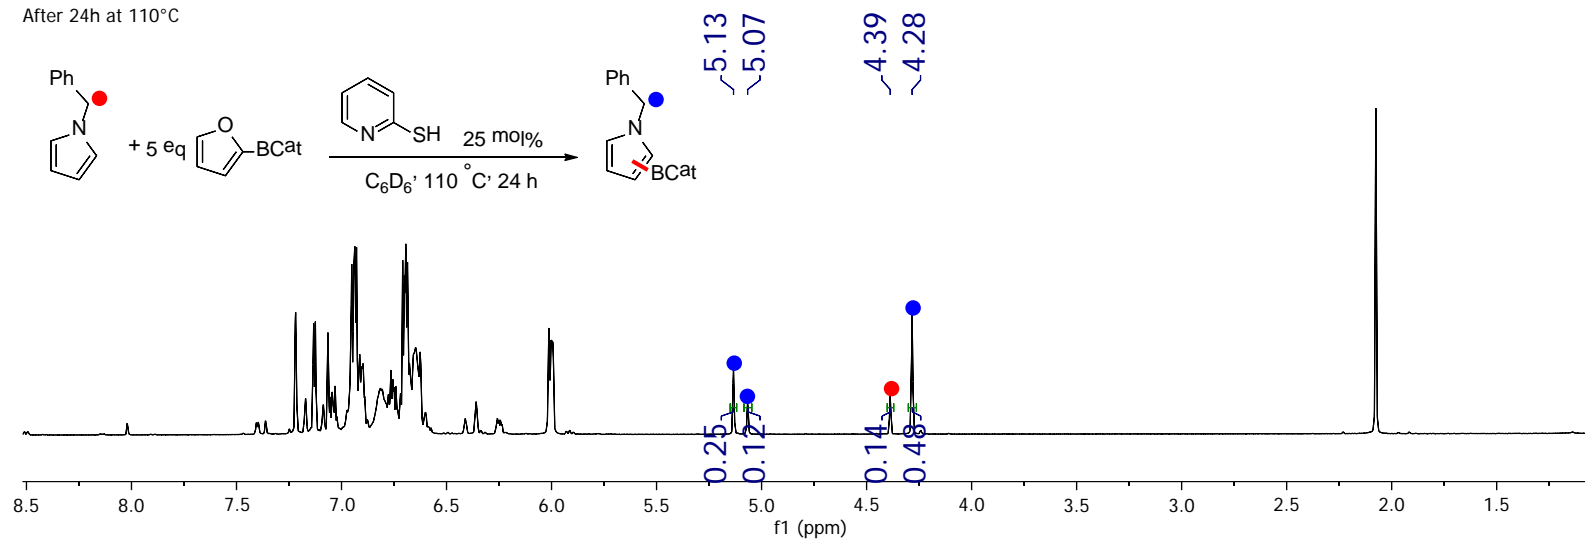 After 24h at 110°C
5.13
5.07
4.39
4.28
Ph
N
+ 5 eq
O
BCat
N
SH
25 mol%
C6D6, 110 °C, 24 h
Ph
N
BCat
0.25
0.12
0.14
0.48
8.5 8.0 7.5 7.0 6.5 6.0 5.5 5.0 4.5 4.0 3.5 3.0 2.5 2.0 1.5
f1 (ppm)